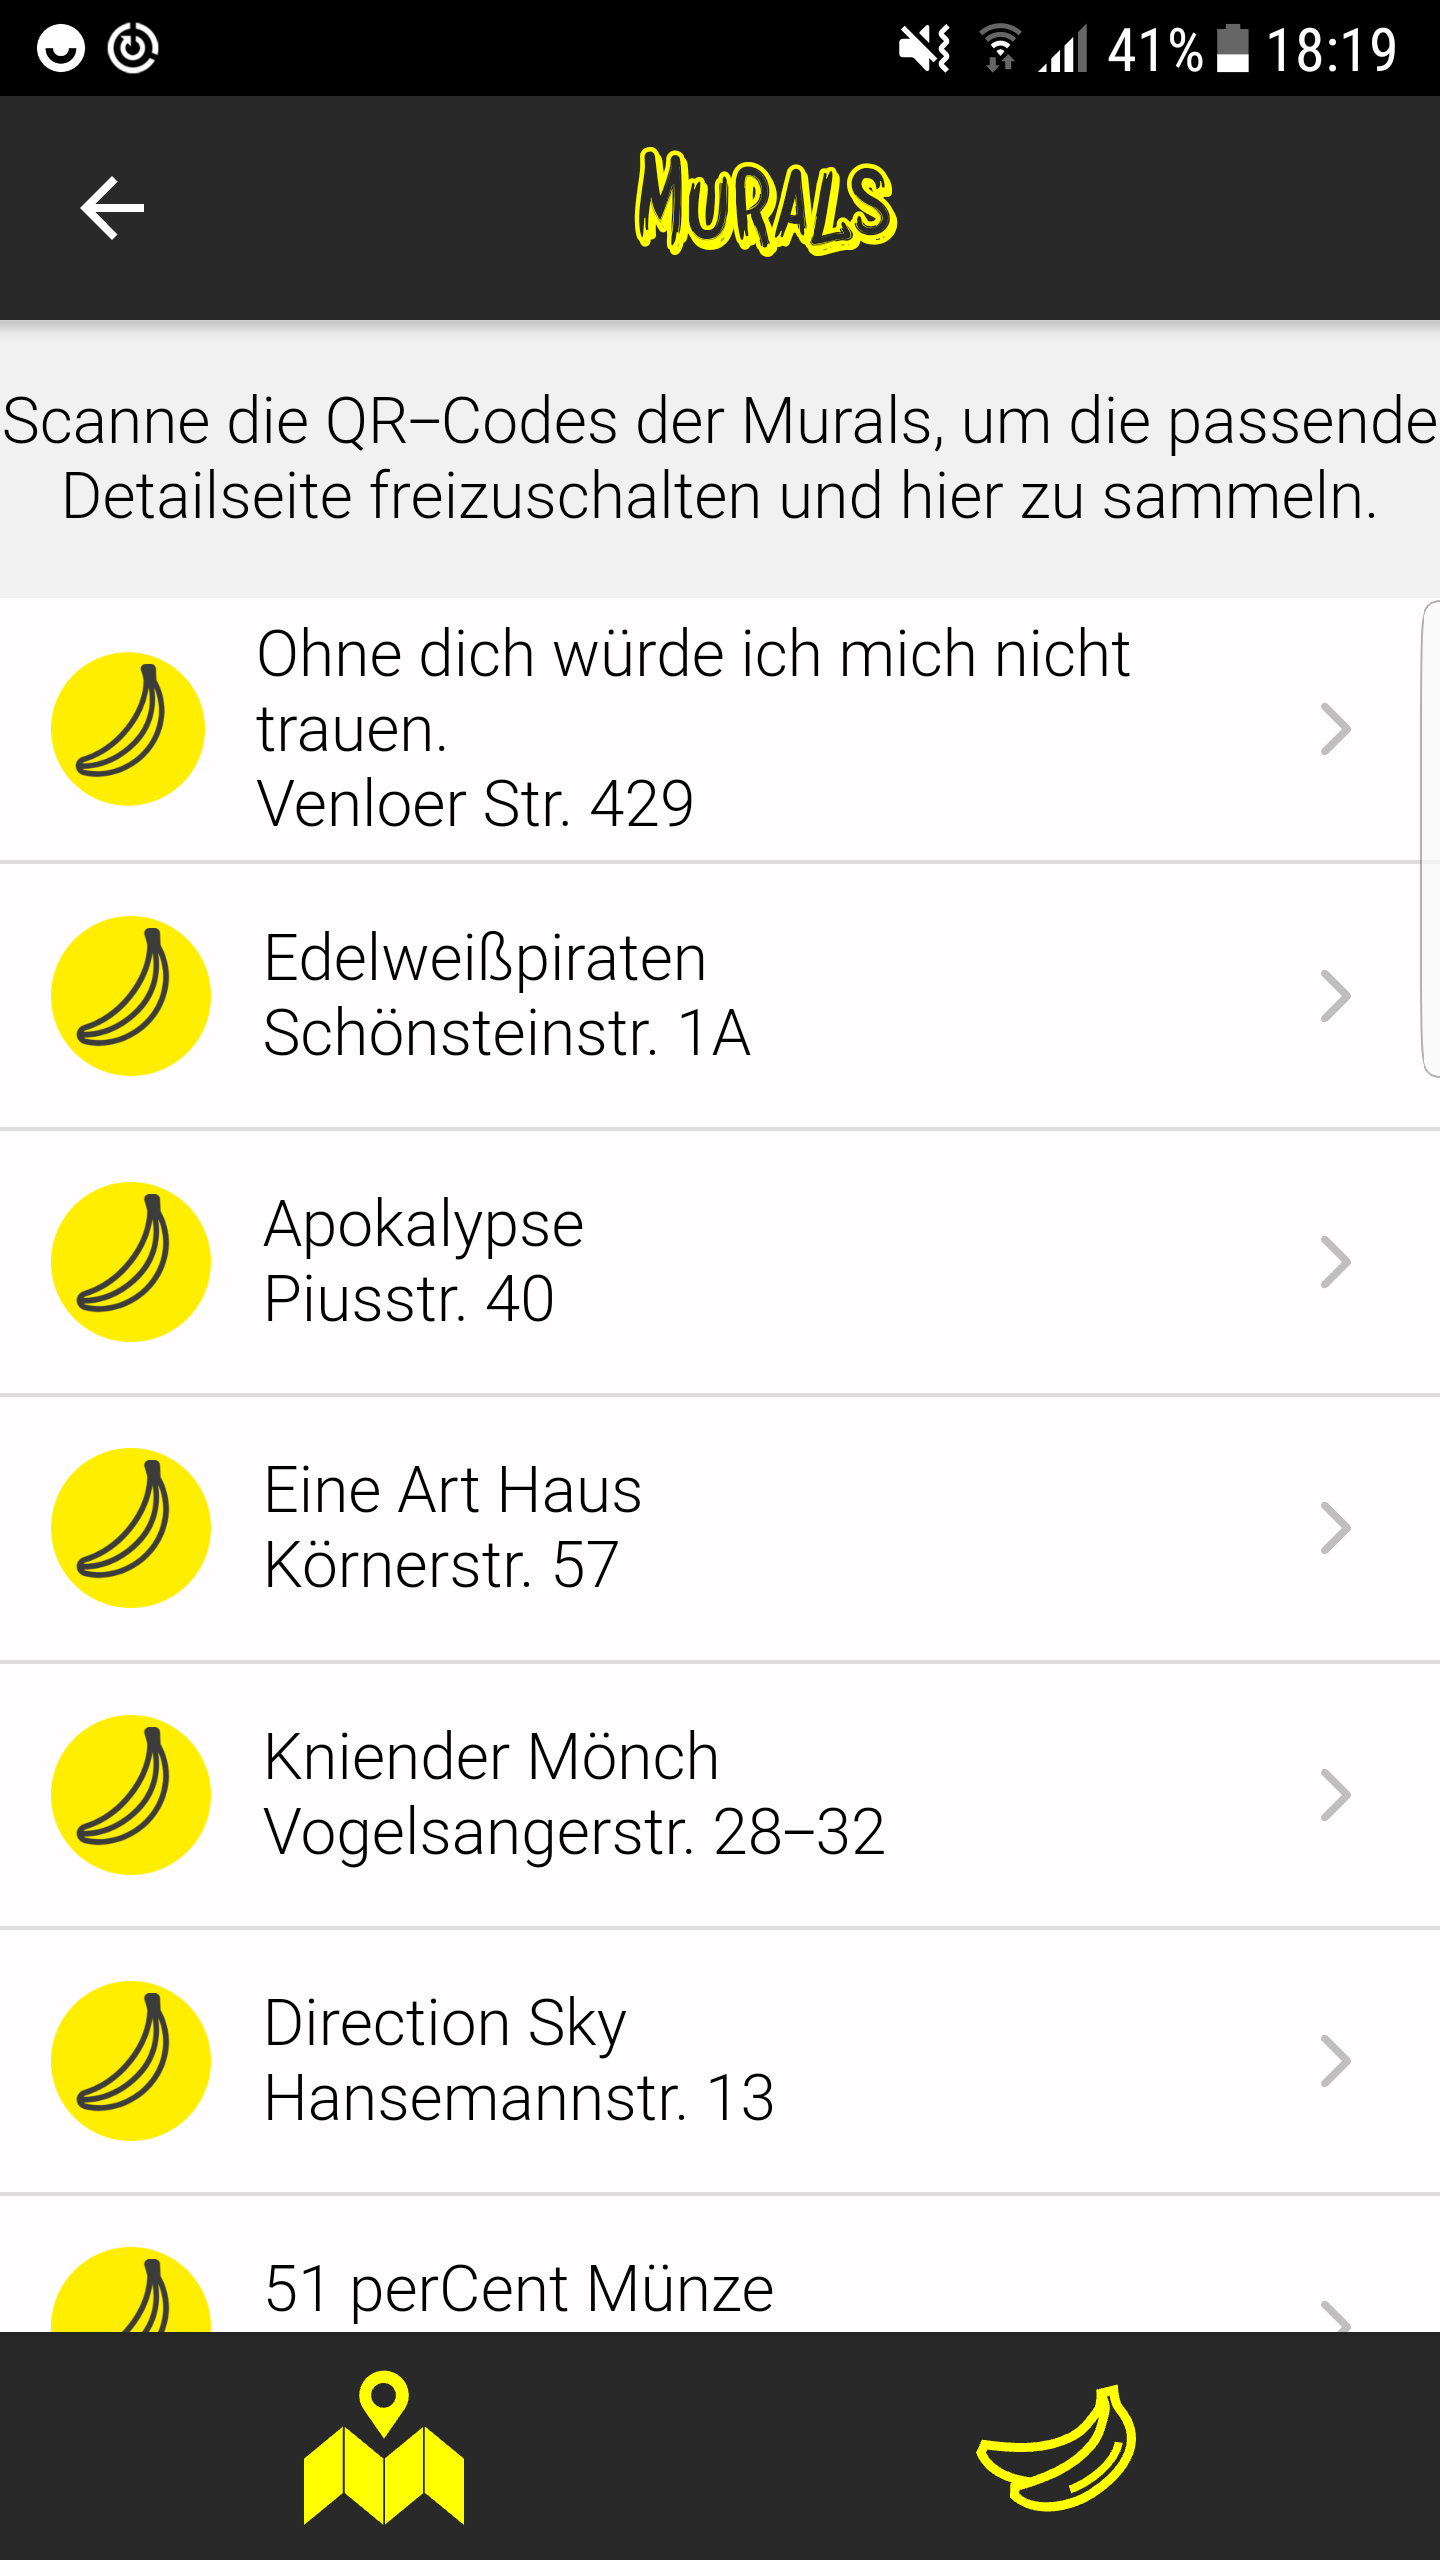 41% 18:19
MURALS
Scanne die QR–Codes der Murals, um die passende
Detailseite freizuschalten und hier zu sammeln.
Ohne dich würde ich mich nicht
trauen.
Venloer Str. 429
Edelweißpiraten
Schönsteinstr. 1A
Apokalypse
Piusstr. 40
Eine Art Haus
Körnerstr. 57
Kniender Mönch
Vogelsangerstr. 28–32
Direction Sky
Hansemannstr. 13
51 perCent Münze